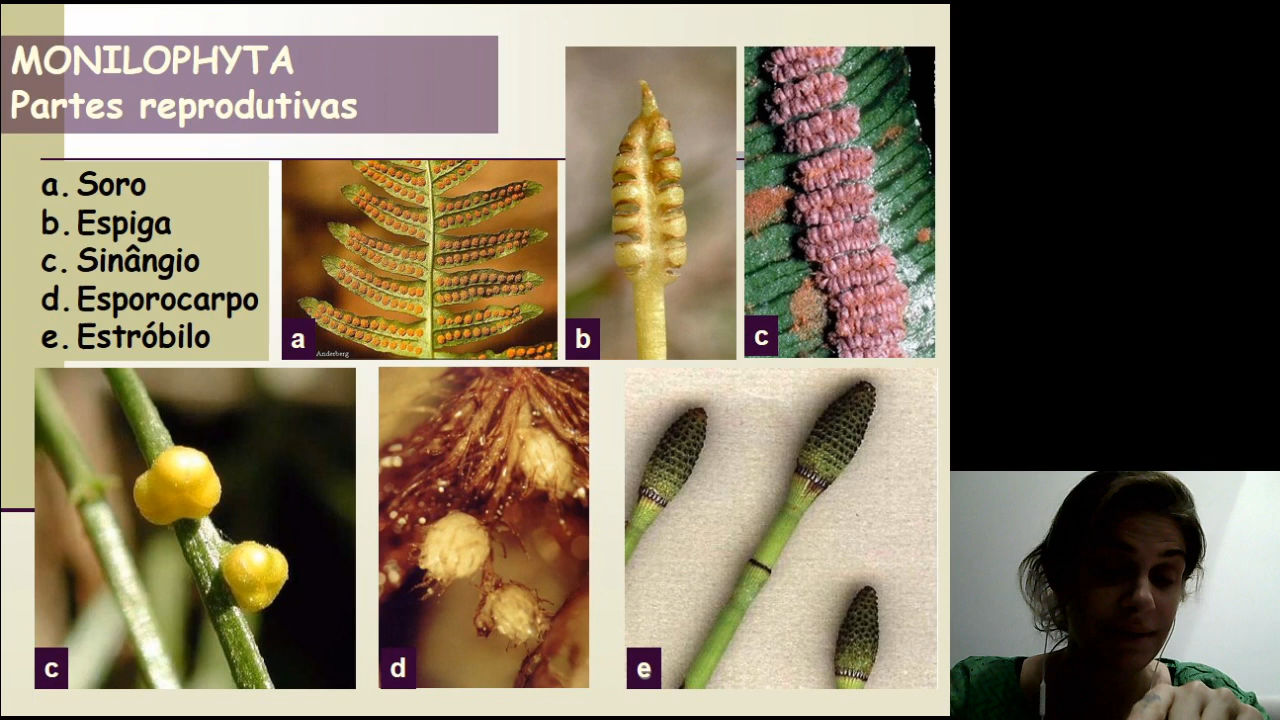 MONILOPHYTA
Partes reprodutivas
a. Soro
b. Espiga
c. Sinângio
d. Esporocarpo
e. Estróbilo
a
Anderberg
b
c
c
d
e